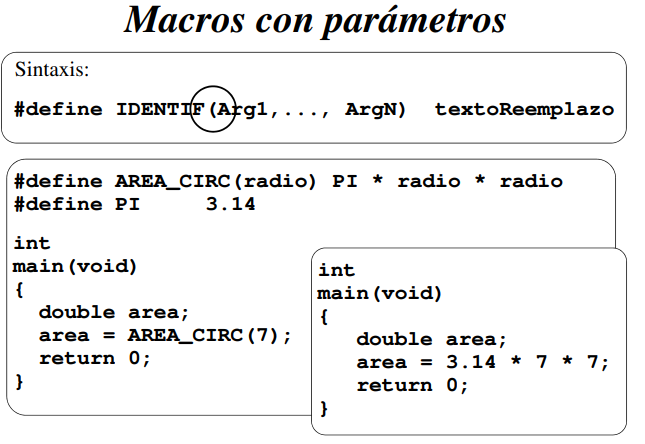 Macros con parámetros
Sintaxis:
#define IDENTIF(Arg1,..., ArgN)  textoReemplazo
#define AREA_CIRC(radio) PI * radio * radio
#define PI     3.14
int
main(void)
{
  double area;
  area = AREA_CIRC(7);
  return 0;
}
int
main(void)
{
   double area;
   area = 3.14 * 7 * 7;
   return 0;
}